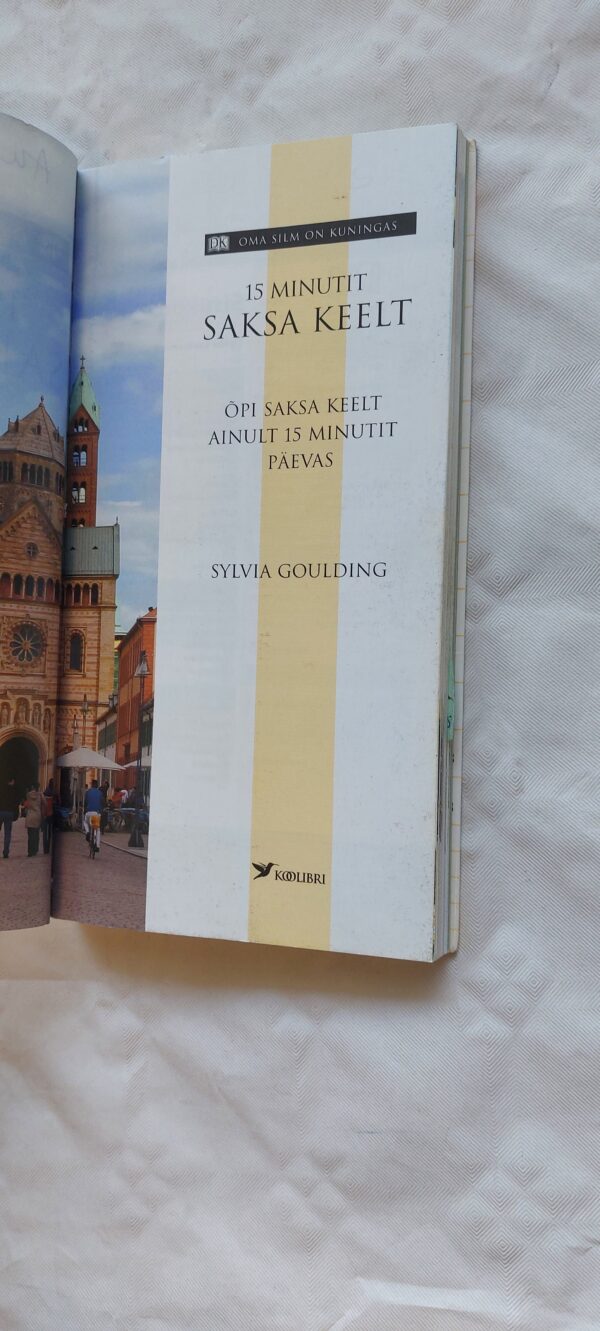 DK OMA SILM ON KUNINGAS
15 MINUTIT
SAKSA KEELT
ÕPI SAKSA KEELT
AINULT 15 MINUTIT
PÄEVAS
SYLVIA GOULDING
KOOLIBRI